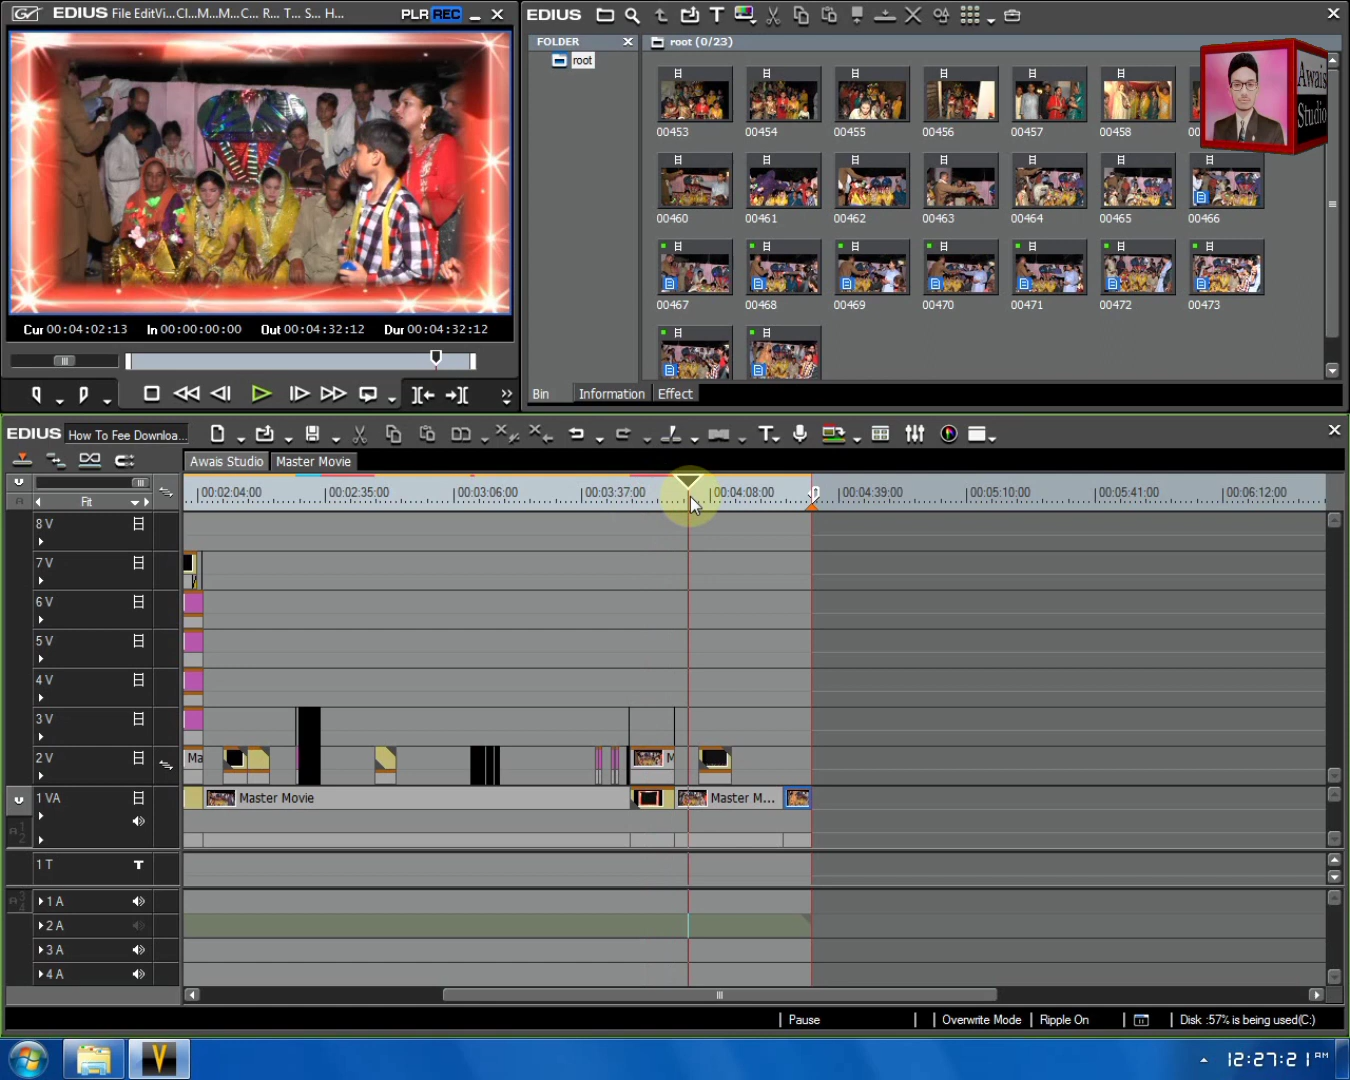 EDIUS File EditVi...Cl...M...M...C... R... T... S... H... PLR REC
Cur 00:04:02:13 In 00:00:00:00 Out 00:04:32:12 Dur 00:04:32:12
EDIUS
FOLDER
root
root (0/23)
Awais
Studio
00453 00454 00455 00456 00457 00458
00460 00461 00462 00463 00464 00465 00466
00467 00468 00469 00470 00471 00472 00473
Bin Information Effect
EDIUS How To Fee Downloa...
Awais Studio Master Movie
Fit
00:02:04:00 00:02:35:00 00:03:06:00 00:03:37:00 00:04:08:00 00:04:39:00 00:05:10:00 00:05:41:00 00:06:12:00
8 V
7 V
6 V
5 V
4 V
3 V
2 V Ma M
1 VA Master Movie Master M...
1 T T
1 A
2 A
3 A
4 A
Pause Overwrite Mode Ripple On Disk :57% is being used(C:)
12:27:21 AM